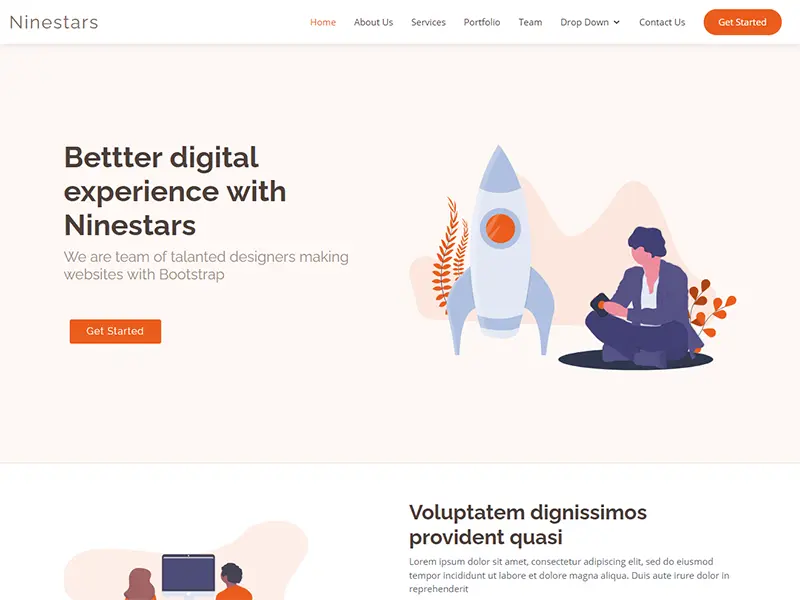 Ninestars
Home About Us Services Portfolio Team Drop Down Contact Us Get Started
Bettter digital
experience with
Ninestars
We are team of talanted designers making
websites with Bootstrap
Get Started
Voluptatem dignissimos
provident quasi
Lorem ipsum dolor sit amet, consectetur adipiscing elit, sed do eiusmod
tempor incididunt ut labore et dolore magna aliqua. Duis aute irure dolor in
reprehenderit